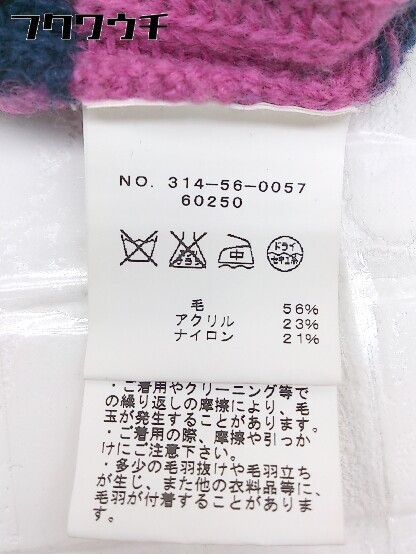 フクワウチ
NO. 314-56-0057
60250
エンソ
サラシ
中
ドライ
セキユ系
毛 56%
アクリル 23%
ナイロン 21%
・ご着用やクリーニング等で
の繰り返しの摩擦により、毛
玉が発生することがあります。
・ご着用の際、摩擦や引っか
けにご注意下さい。
・多少の毛羽抜けや毛羽立ち
が生じ、また他の衣料品等に、
毛羽が付着することがありま
す。